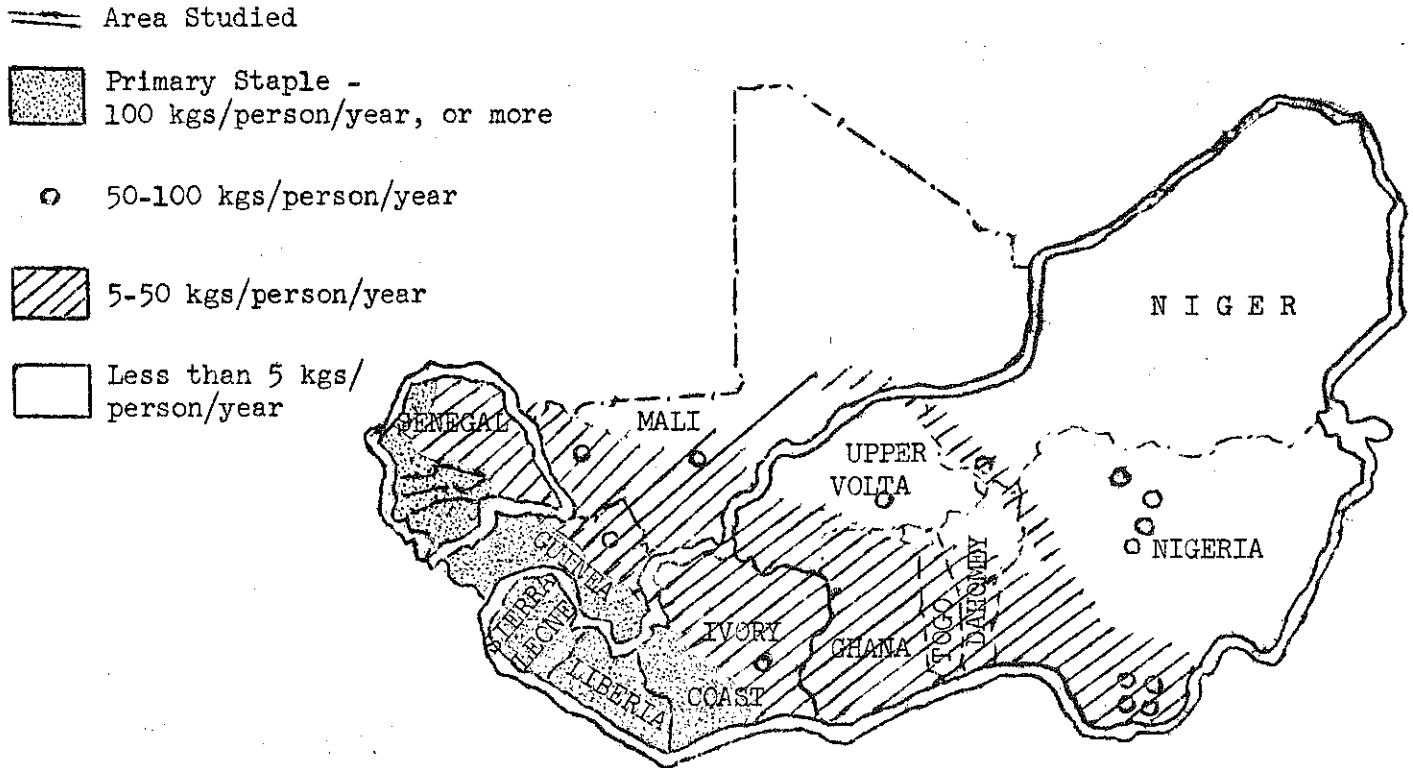 Area Studied
Primary Staple -
100 kgs/person/year, or more
50-100 kgs/person/year
5-50 kgs/person/year
Less than 5 kgs/
person/year
NIGER
SENEGAL
MALI
UPPER
VOLTA
NIGERIA
GUINEA
SIERRA
LEONE
LIBERIA
IVORY
COAST
GHANA
TOGO
DAHOMEY